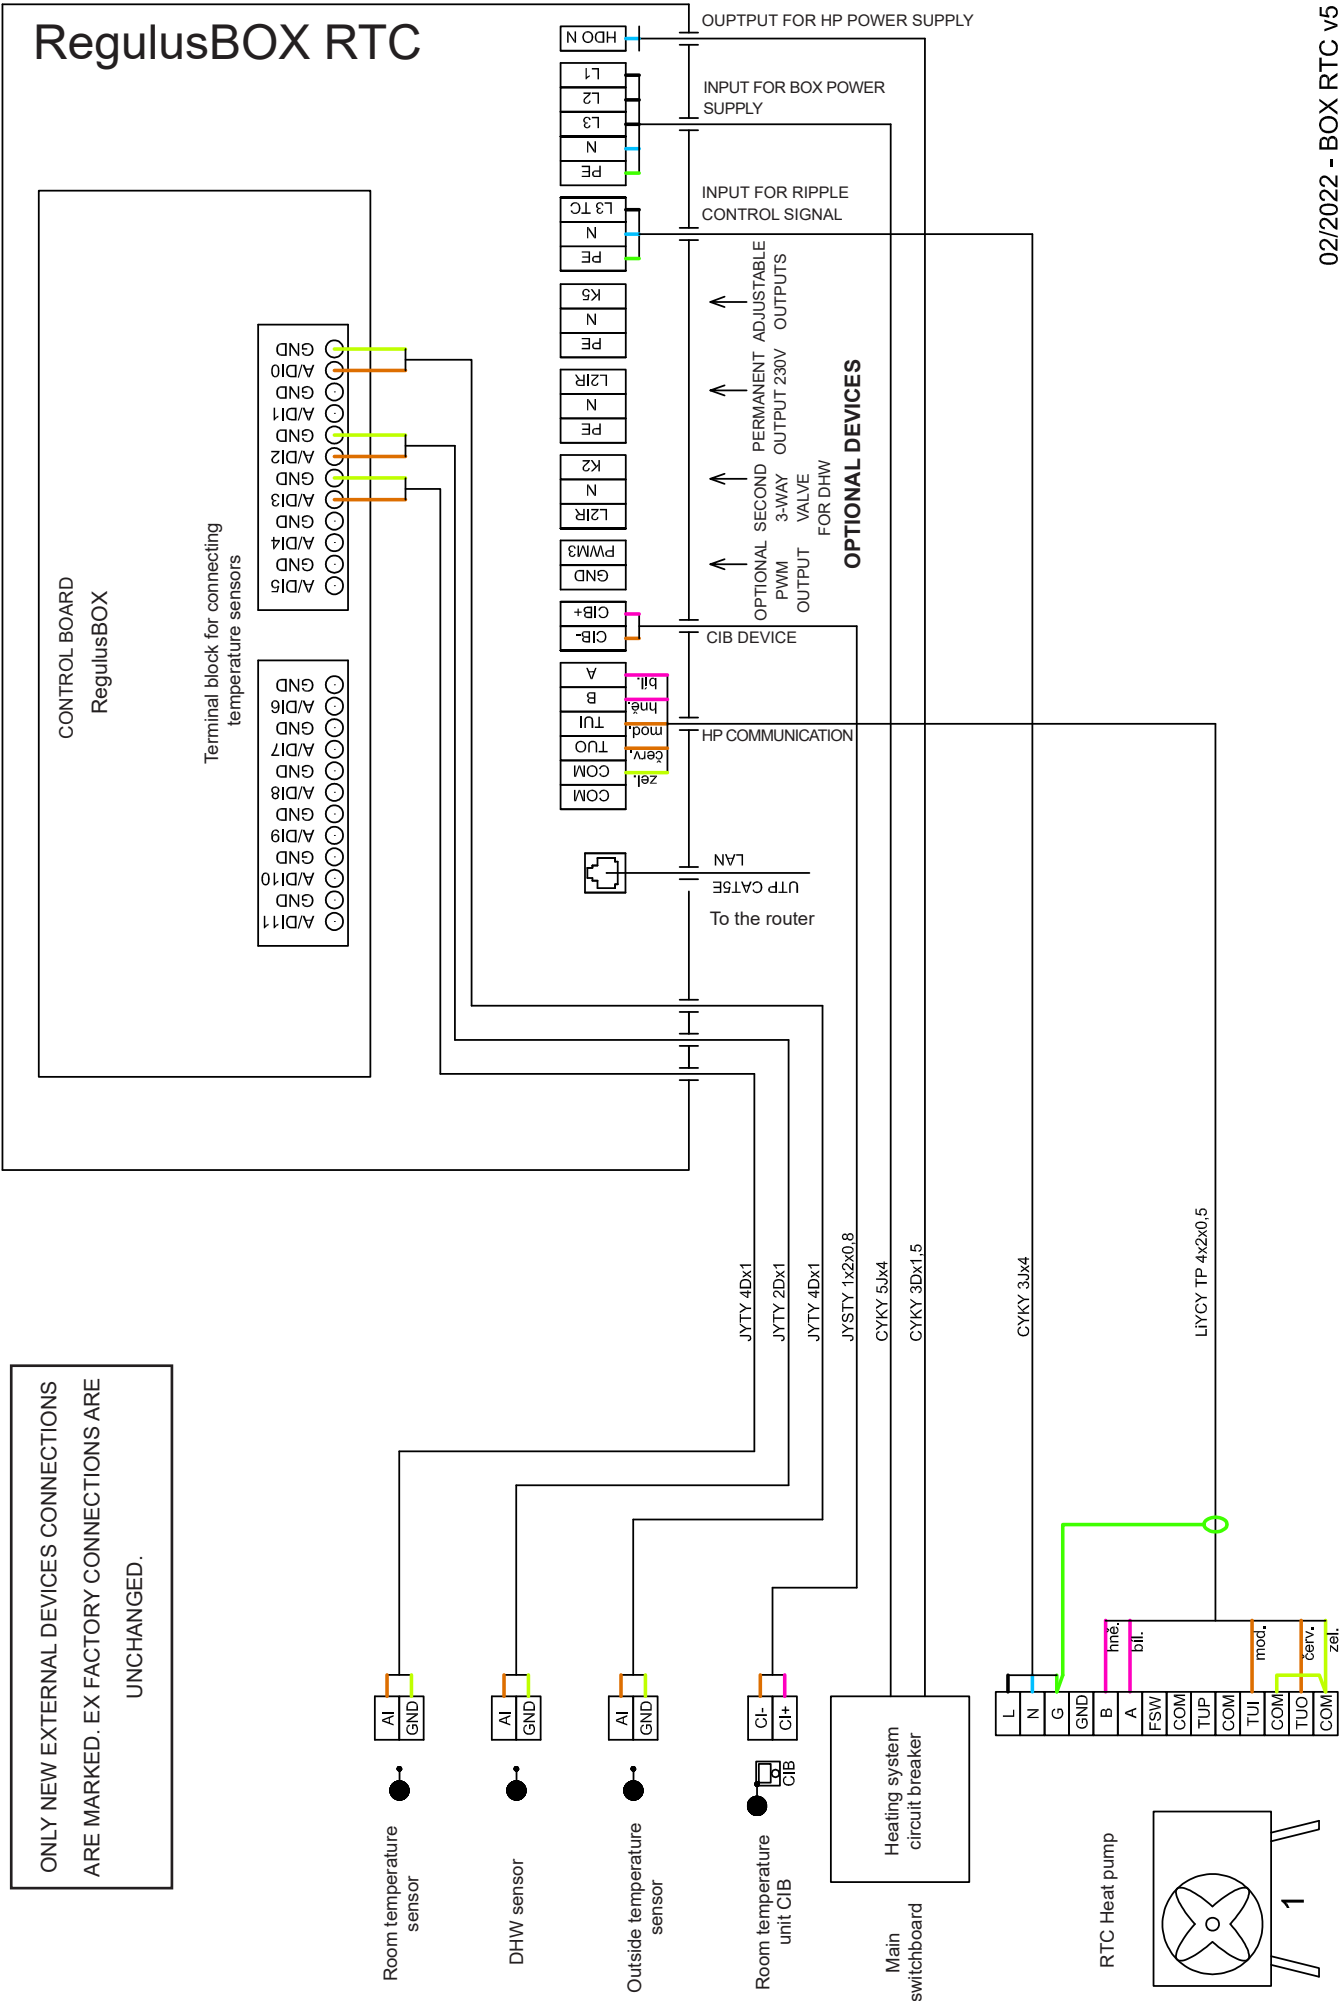 RegulusBOX RTC
02/2022 - BOX RTC v5
CONTROL BOARD
RegulusBOX
Terminal block for connecting
temperature sensors
GND
A/DI0
GND
A/DI1
GND
A/DI2
GND
A/DI3
GND
A/DI4
GND
A/DI5
GND
A/DI6
GND
A/DI7
GND
A/DI8
GND
A/DI9
GND
A/DI10
GND
A/DI11
HDO N
L1
L2
L3
N
PE
L3 TC
N
PE
K5
N
PE
L2IR
N
PE
K2
N
L2IR
PWM3
GND
CIB+
CIB-
A
B
TUI
TUO
COM
COM
bíl.
hně.
mod.
červ.
zel.
OUPTPUT FOR HP POWER SUPPLY
INPUT FOR BOX POWER
SUPPLY
INPUT FOR RIPPLE
CONTROL SIGNAL
ADJUSTABLE
OUTPUTS
PERMANENT
OUTPUT 230V
SECOND
3-WAY
VALVE
FOR DHW
OPTIONAL
PWM
OUTPUT
OPTIONAL DEVICES
CIB DEVICE
HP COMMUNICATION
LAN
UTP CAT5E
To the router
JYTY 4Dx1
JYTY 2Dx1
JYTY 4Dx1
JYSTY 1x2x0,8
CYKY 5Jx4
CYKY 3Dx1,5
CYKY 3Jx4
LiYCY TP 4x2x0,5
ONLY NEW EXTERNAL DEVICES CONNECTIONS
ARE MARKED. EX FACTORY CONNECTIONS ARE
UNCHANGED.
AI
GND
Room temperature
sensor
AI
GND
DHW sensor
AI
GND
Outside temperature
sensor
CI-
CI+
CIB
Room temperature
unit CIB
Heating system
circuit breaker
Main
switchboard
hně.
bíl.
mod.
červ.
zel.
L
N
G
GND
B
A
FSW
COM
TUP
COM
TUI
COM
TUO
COM
RTC Heat pump
1